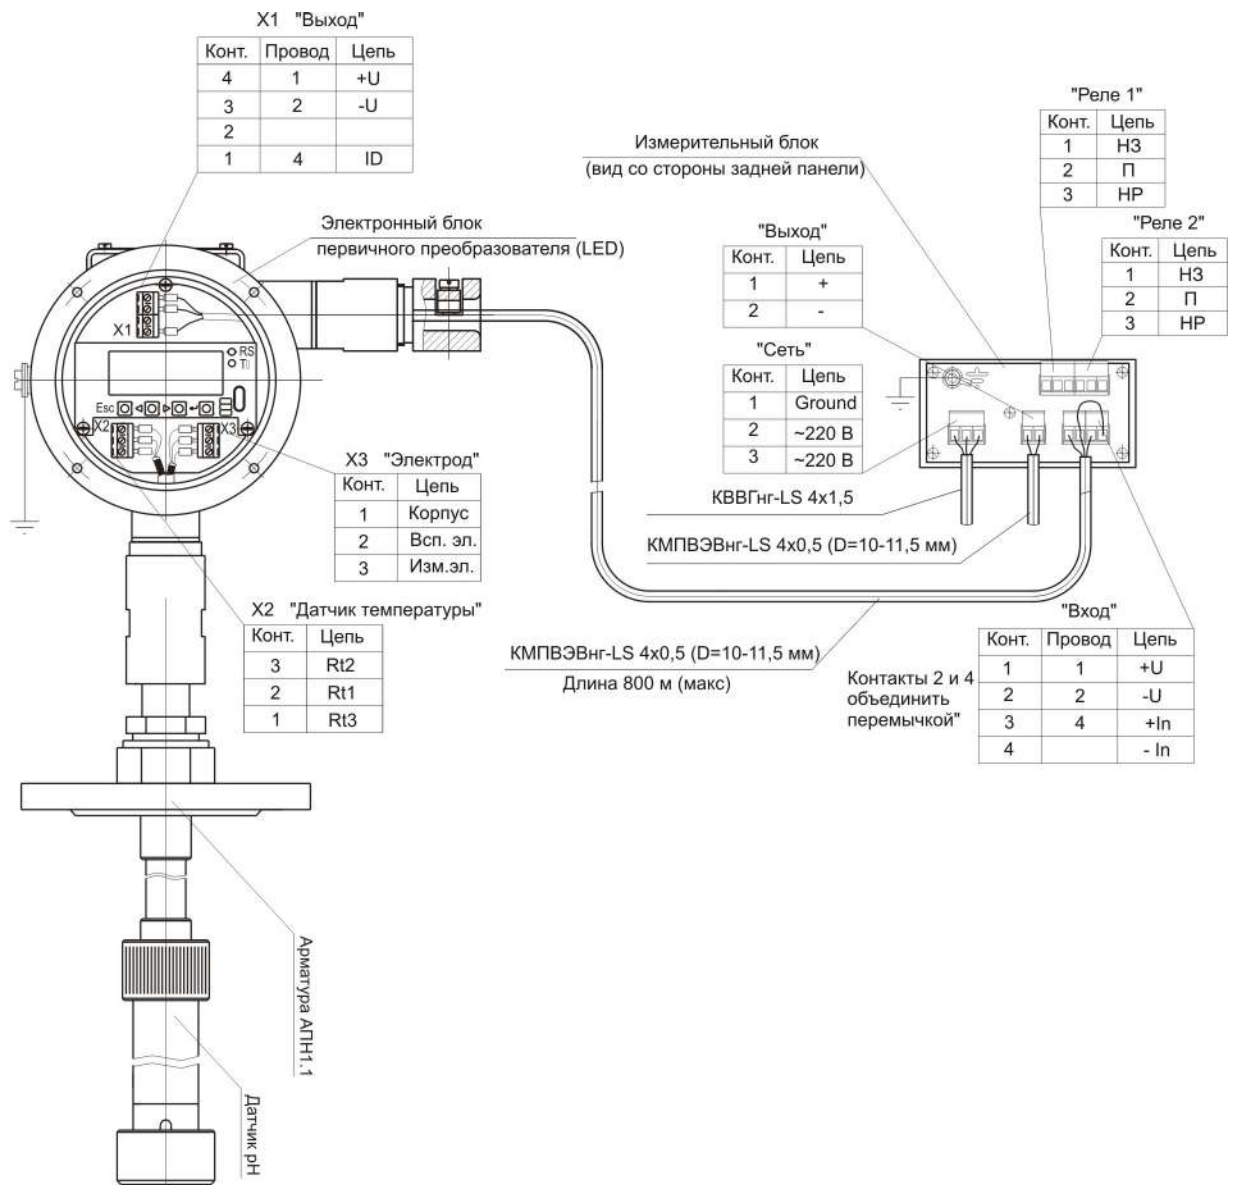 X1 "Выход"
Конт. Провод Цепь
4 1 +U
3 2 -U
2
1 4 ID
"Реле 1"
Конт. Цепь
1 НЗ
2 П
3 НР
Измерительный блок
(вид со стороны задней панели)
"Реле 2"
Конт. Цепь
1 НЗ
2 П
3 НР
Электронный блок
первичного преобразователя (LED)
"Выход"
Конт. Цепь
1 +
2 -
"Сеть"
Конт. Цепь
1 Ground
2 ~220 В
3 ~220 В
X1
RS
Esc
X2
X3
X3 "Электрод"
Конт. Цепь
1 Корпус
2 Всп. эл.
3 Изм.эл.
КВВГнг-LS 4x1,5
КМПВЭВнг-LS 4x0,5 (D=10-11,5 мм)
X2 "Датчик температуры"
Конт. Цепь
3 Rt2
2 Rt1
1 Rt3
КМПВЭВнг-LS 4x0,5 (D=10-11,5 мм)
Длина 800 м (макс)
"Вход"
Конт. Провод Цепь
1 1 +U
2 2 -U
3 4 +In
4 - In
Контакты 2 и 4
объединить
перемычкой"
Арматура АПН1.1
Датчик pH